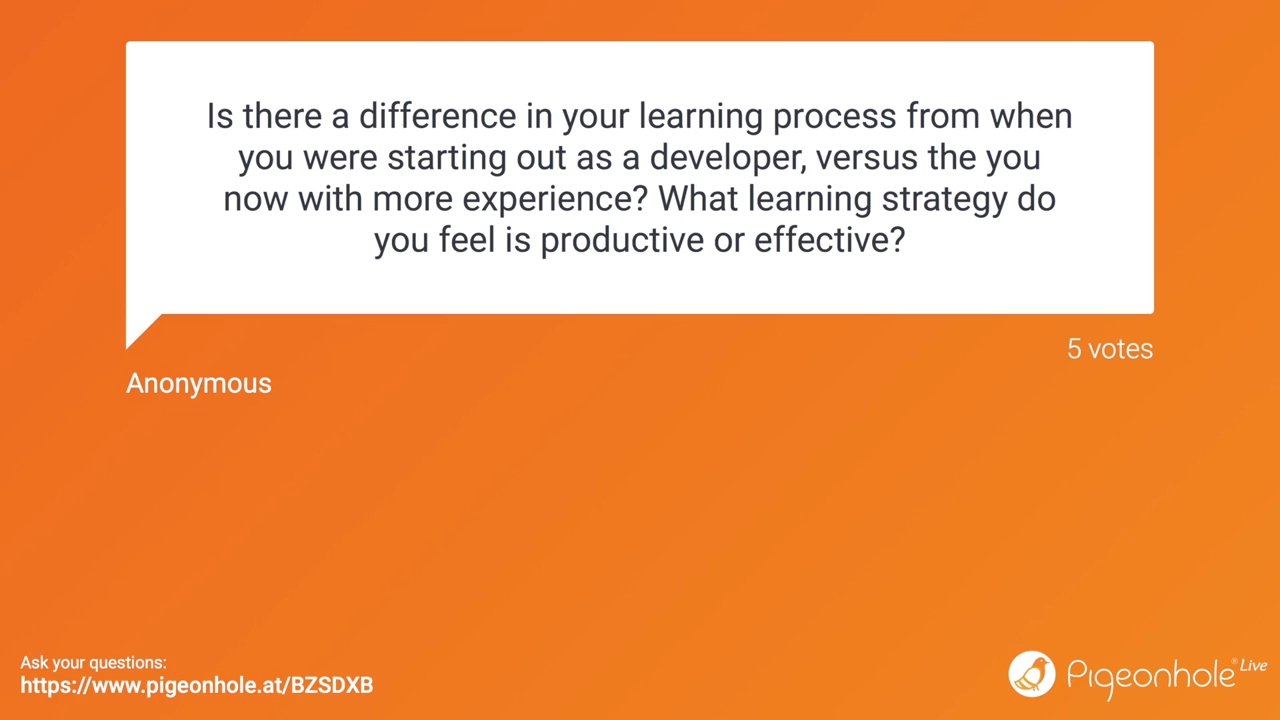 Is there a difference in your learning process from when
you were starting out as a developer, versus the you
now with more experience? What learning strategy do
you feel is productive or effective?
5 votes
Anonymous
Ask your questions:
https://www.pigeonhole.at/BZSDXB
Pigeonhole® Live